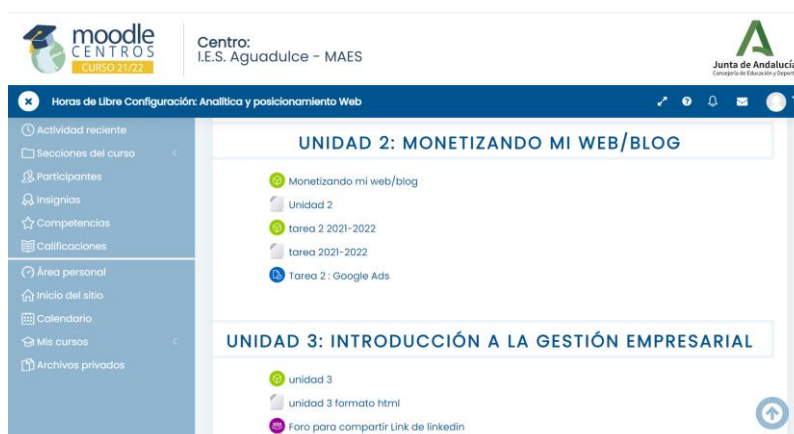 moodle
CENTROS
CURSO 21/22
Centro:
I.E.S. Aguadulce - MAES
Junta de Andalucía
Consejería de Educación y Deporte
Horas de Libre Configuración: Analítica y posicionamiento Web
Actividad reciente
Secciones del curso
Participantes
Insignias
Competencias
Calificaciones
Área personal
Inicio del sitio
Calendario
Mis cursos
Archivos privados
UNIDAD 2: MONETIZANDO MI WEB/BLOG
Monetizando mi web/blog
Unidad 2
tarea 2 2021-2022
tarea 2021-2022
Tarea 2 : Google Ads
UNIDAD 3: INTRODUCCIÓN A LA GESTIÓN EMPRESARIAL
unidad 3
unidad 3 formato html
Foro para compartir Link de linkedin